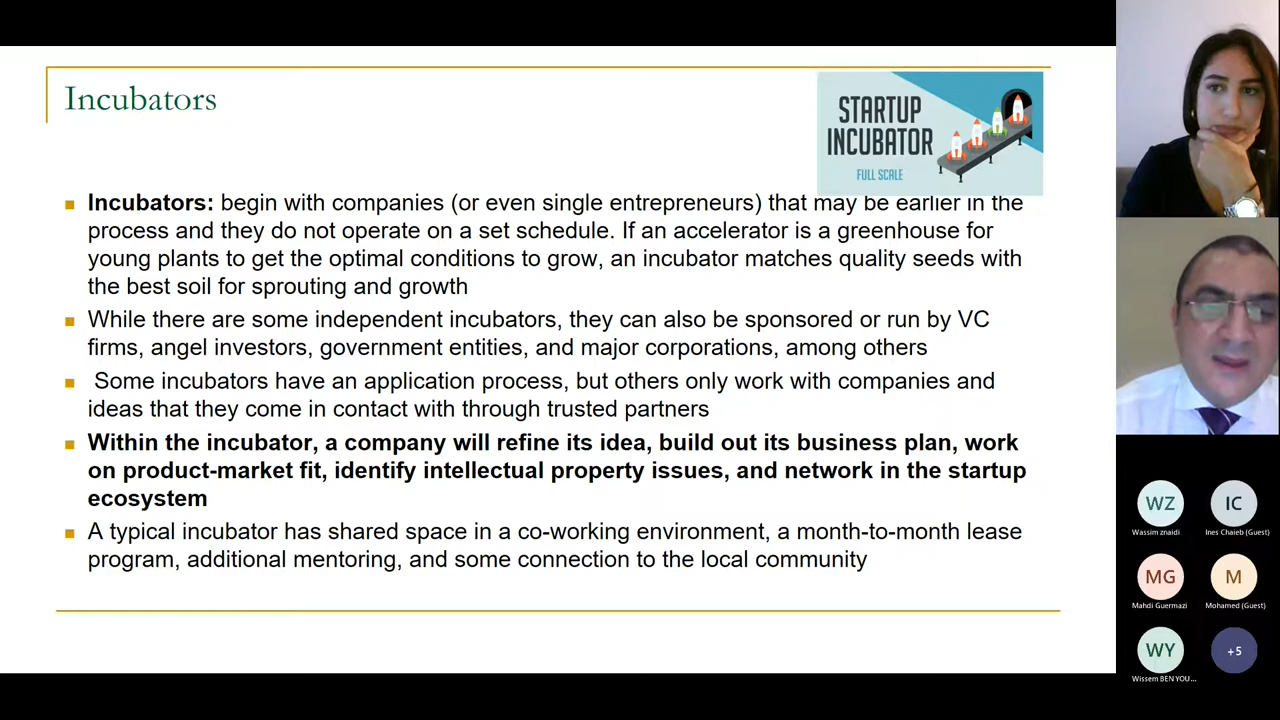 Incubators
STARTUP
INCUBATOR
FULL SCALE
Incubators: begin with companies (or even single entrepreneurs) that may be earlier in the
process and they do not operate on a set schedule. If an accelerator is a greenhouse for
young plants to get the optimal conditions to grow, an incubator matches quality seeds with
the best soil for sprouting and growth
While there are some independent incubators, they can also be sponsored or run by VC
firms, angel investors, government entities, and major corporations, among others
Some incubators have an application process, but others only work with companies and
ideas that they come in contact with through trusted partners
Within the incubator, a company will refine its idea, build out its business plan, work
on product-market fit, identify intellectual property issues, and network in the startup
ecosystem
A typical incubator has shared space in a co-working environment, a month-to-month lease
program, additional mentoring, and some connection to the local community
WZ
IC
Wassim znaidi
Ines Chaieb (Guest)
MG
M
Mahdi Guermazi
Mohamed (Guest)
WY
+5
Wissem BEN YOU...